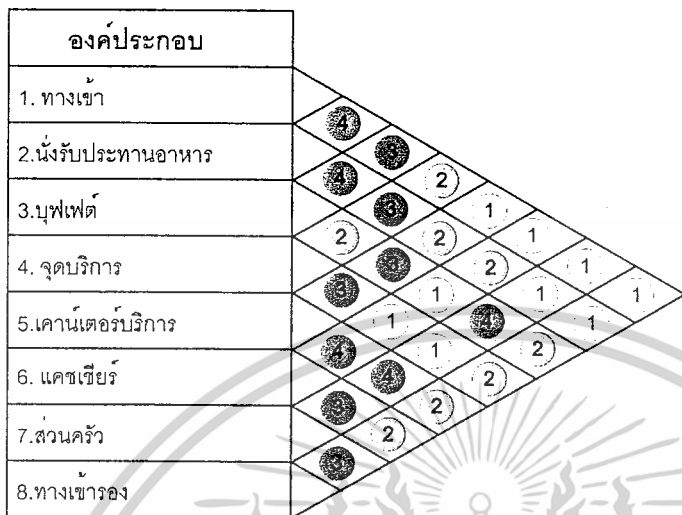 องค์ประกอบ
1. ทางเข้า
4
2.นั่งรับประทานอาหาร 3
4 2
3.บุฟเฟต์ 3 1
2 2 1
4. จุดบริการ 3 2 1
3 1 1 1
5.เคาน์เตอร์บริการ 1 4 1
4 1 2
6. แคชเชียร์ 4 2
3 2
7.ส่วนครัว 2
3
8.ทางเข้ารอง